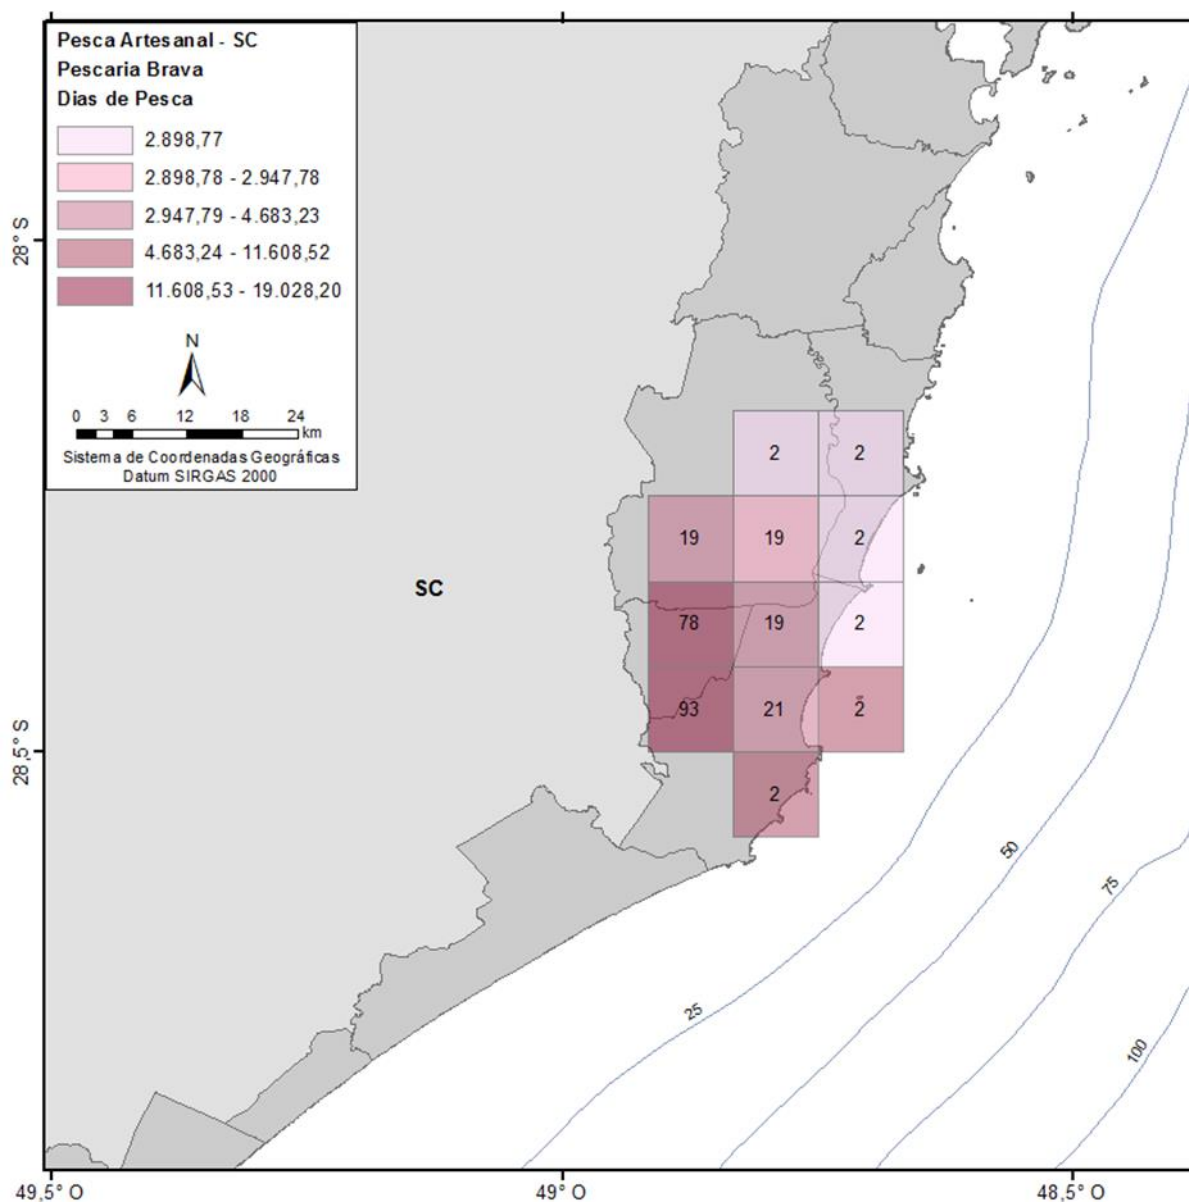 Pesca Artesanal - SC
Pescaria Brava
Dias de Pesca
2.898,77
2.898,78 - 2.947,78
2.947,79 - 4.683,23
4.683,24 - 11.608,52
11.608,53 - 19.028,20
N
0 3 6 12 18 24
km
Sistema de Coordenadas Geográficas
Datum SIRGAS 2000
28° S
28,5° S
SC
2 2
19 19 2
78 19 2
93 21 2
2
25
50
75
100
49,5° O 49° O 48,5° O